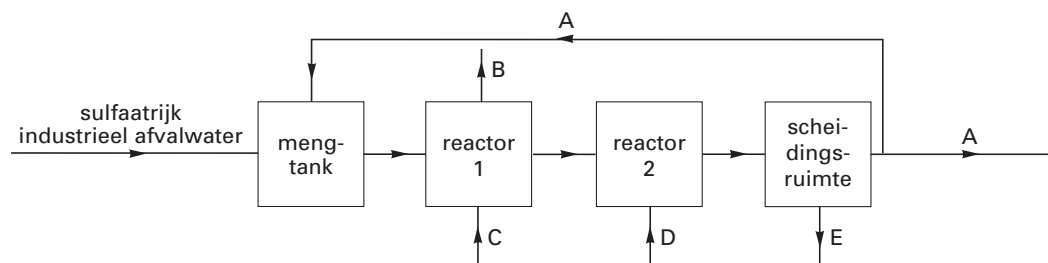 A
B
sulfaatrijk
industrieel afvalwater
meng-
tank
reactor
1
reactor
2
schei-
dings-
ruimte
A
C
D
E